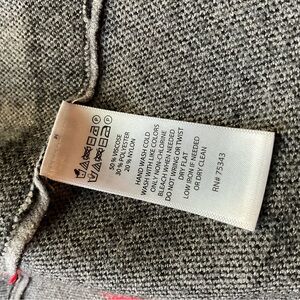 50 % VISCOSE
30 % POLYESTER
20 % NYLON
HAND WASH COLD
WASH WITH LIKE COLORS
ONLY NON-CHLORINE
BLEACH WHEN NEEDED
DO NOT WRING OR TWIST
DRY FLAT
LOW IRON IF NEEDED
OR DRY CLEAN
RN# 75343